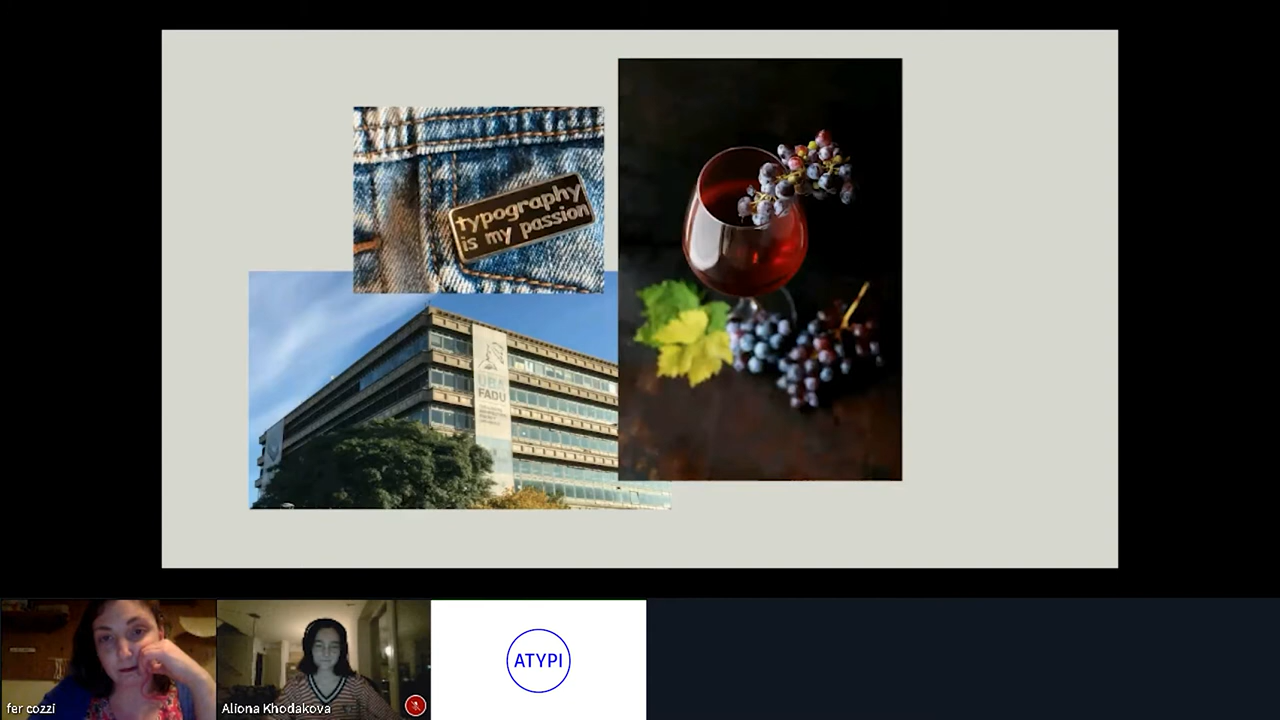 typography
is my passion
UBA
FADU
fer cozzi
Aliona Khodakova
ATYPI